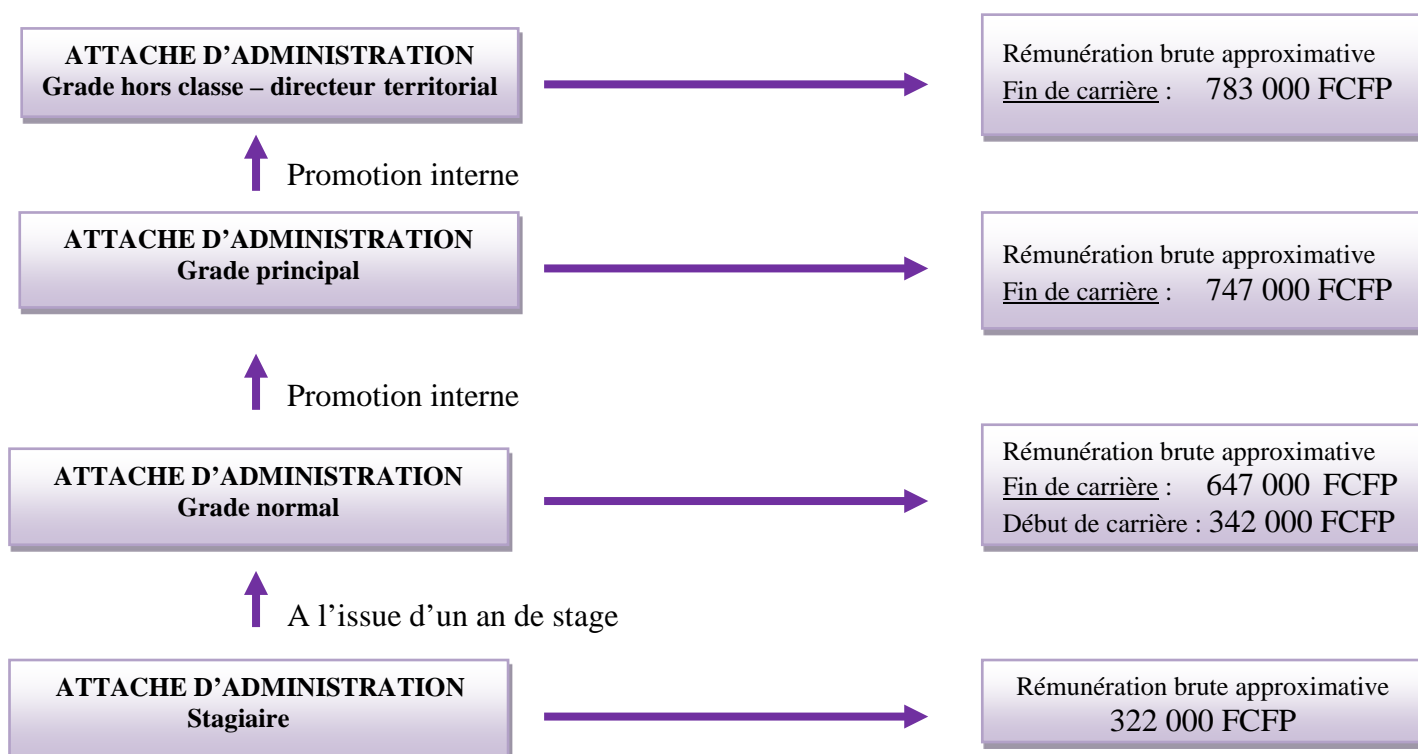 ATTACHE D’ADMINISTRATION
Grade hors classe – directeur territorial
Rémunération brute approximative
Fin de carrière : 783 000 FCFP
Promotion interne
ATTACHE D’ADMINISTRATION
Grade principal
Rémunération brute approximative
Fin de carrière : 747 000 FCFP
Promotion interne
ATTACHE D’ADMINISTRATION
Grade normal
Rémunération brute approximative
Fin de carrière : 647 000 FCFP
Début de carrière : 342 000 FCFP
A l’issue d’un an de stage
ATTACHE D’ADMINISTRATION
Stagiaire
Rémunération brute approximative
322 000 FCFP